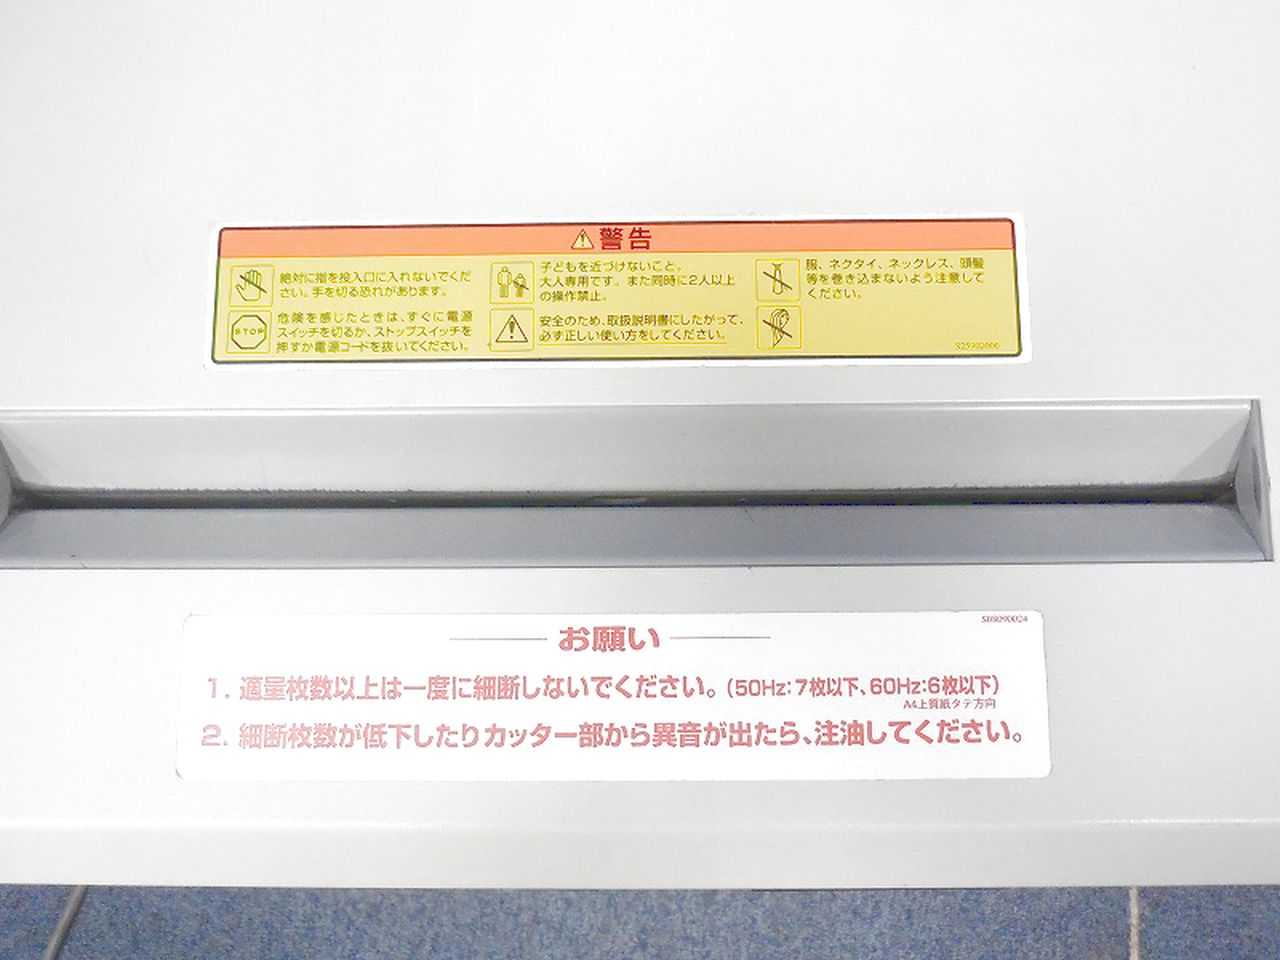 警告
絶対に指を投入口に入れないでくだ
さい。手を切る恐れがあります。
子どもを近づけないこと。
大人専用です。また同時に2人以上
の操作禁止。
服、ネクタイ、ネックレス、頭髪
等を巻き込まないよう注意して
ください。
STOP
危険を感じたときは、すぐに電源
スイッチを切るか、ストップスイッチを
押すか電源コードを抜いてください。
安全のため、取扱説明書にしたがって、
必ず正しい使い方をしてください。
お願い
1. 適量枚数以上は一度に細断しないでください。(50Hz:7枚以下、60Hz:6枚以下)
A4上質紙タテ方向
2. 細断枚数が低下したりカッター部から異音が出たら、注油してください。